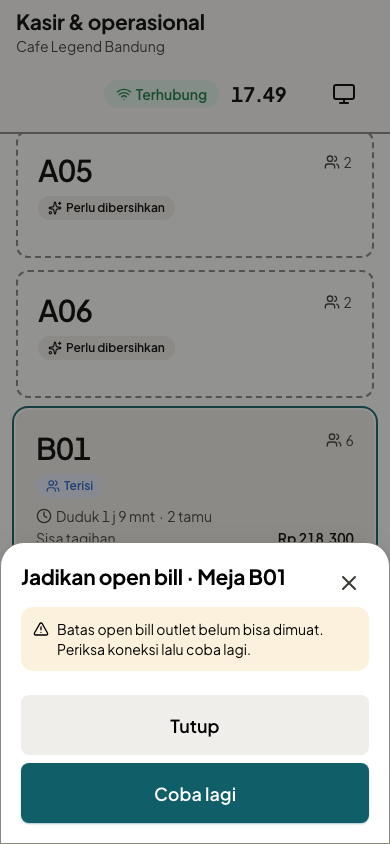 Kasir & operasional
Cafe Legend Bandung
Terhubung 17.49
A05 2
Perlu dibersihkan
A06 2
Perlu dibersihkan
B01 6
Terisi
Duduk 1 j 9 mnt · 2 tamu
Sisa tagihan Rp 218.300
Jadikan open bill · Meja B01
Batas open bill outlet belum bisa dimuat.
Periksa koneksi lalu coba lagi.
Tutup
Coba lagi